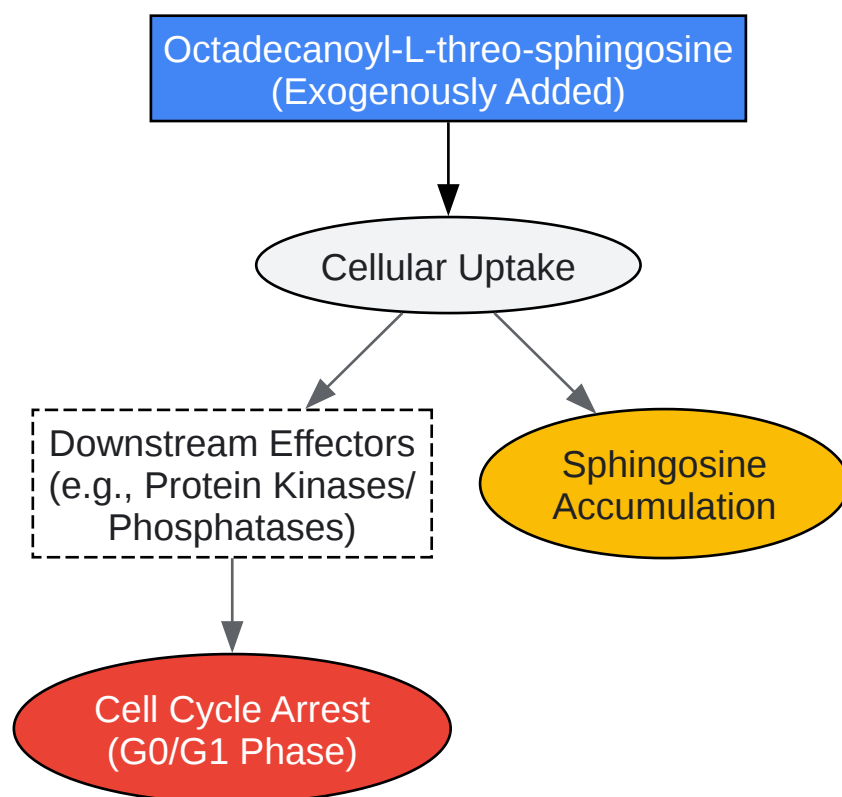 Octadecanoyl-L-threo-sphingosine
(Exogenously Added)
Cellular Uptake
Downstream Effectors
(e.g., Protein Kinases/
Phosphatases)
Sphingosine
Accumulation
Cell Cycle Arrest
(G0/G1 Phase)